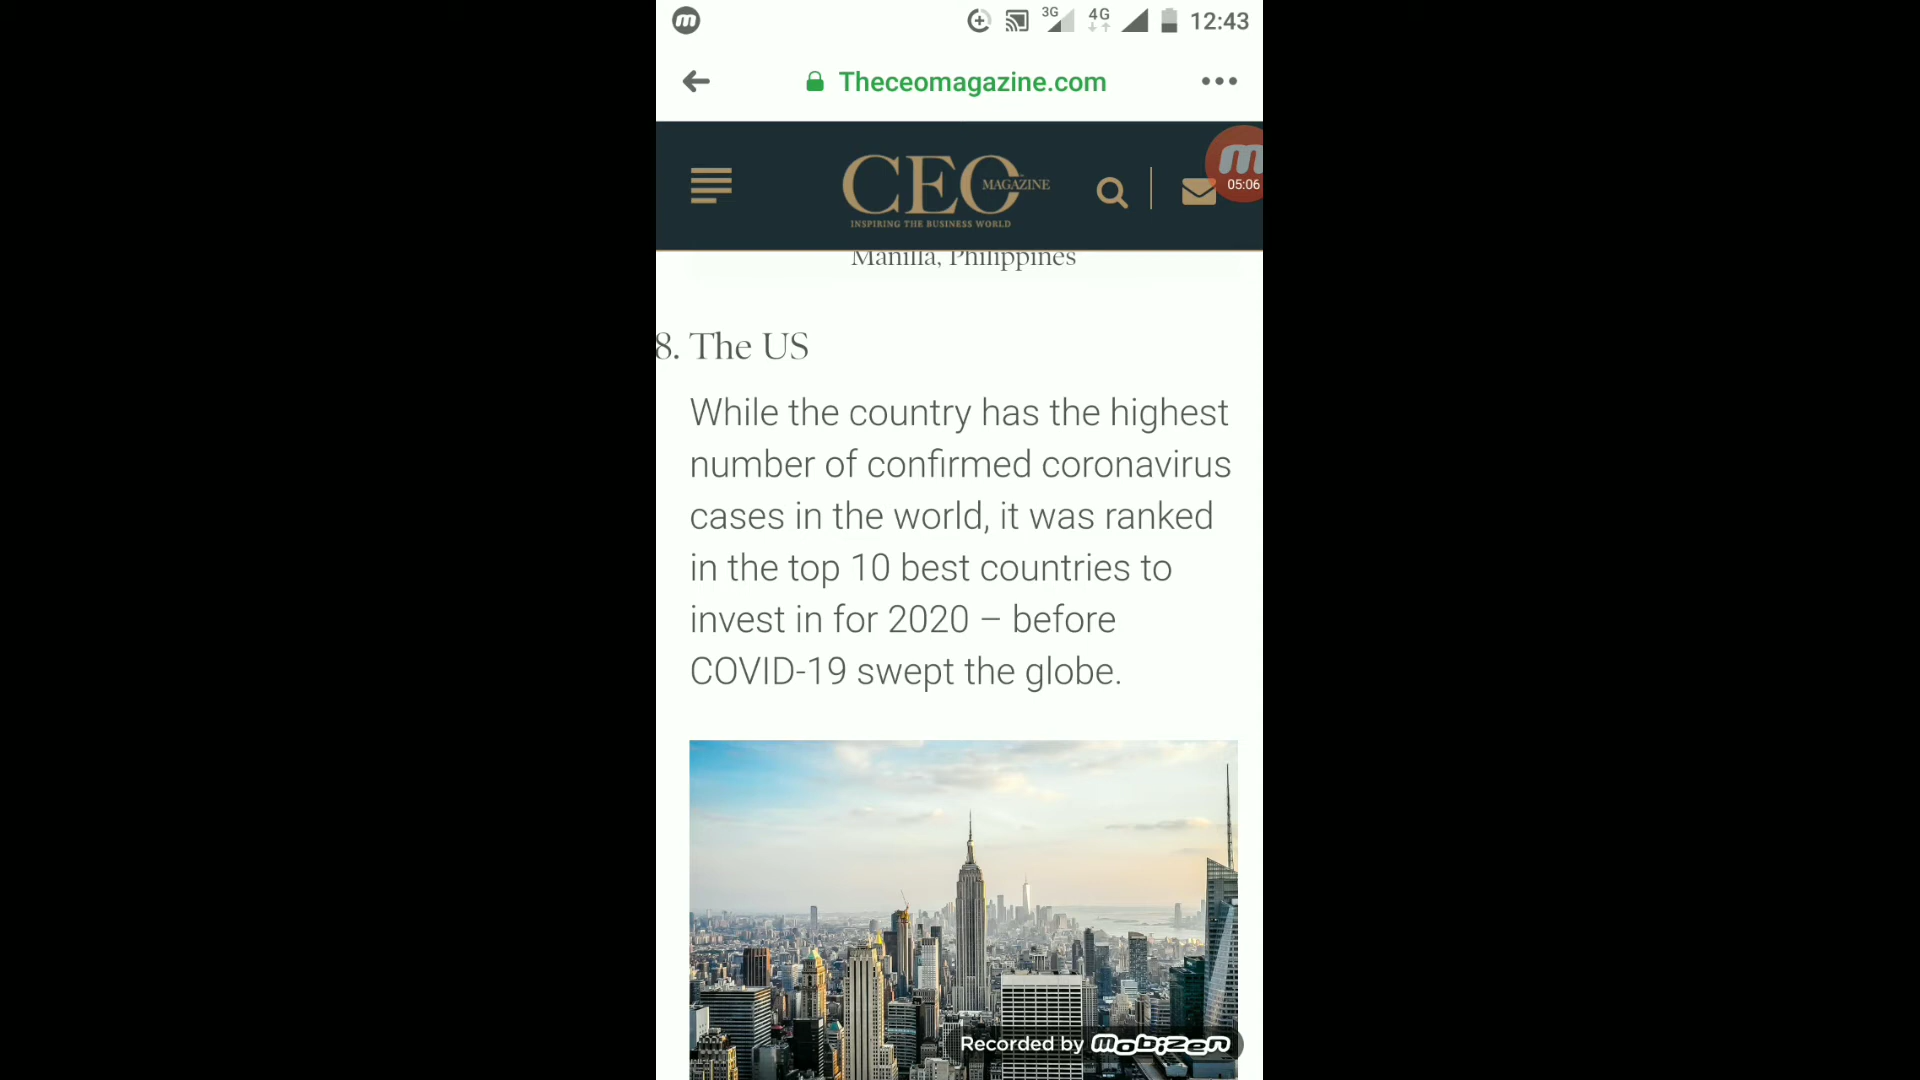 3G 4G 12:43
Theceomagazine.com
CEO MAGAZINE
INSPIRING THE BUSINESS WORLD
05:06
Manilla, Philippines
8. The US
While the country has the highest
number of confirmed coronavirus
cases in the world, it was ranked
in the top 10 best countries to
invest in for 2020 – before
COVID-19 swept the globe.
Recorded by mobizen